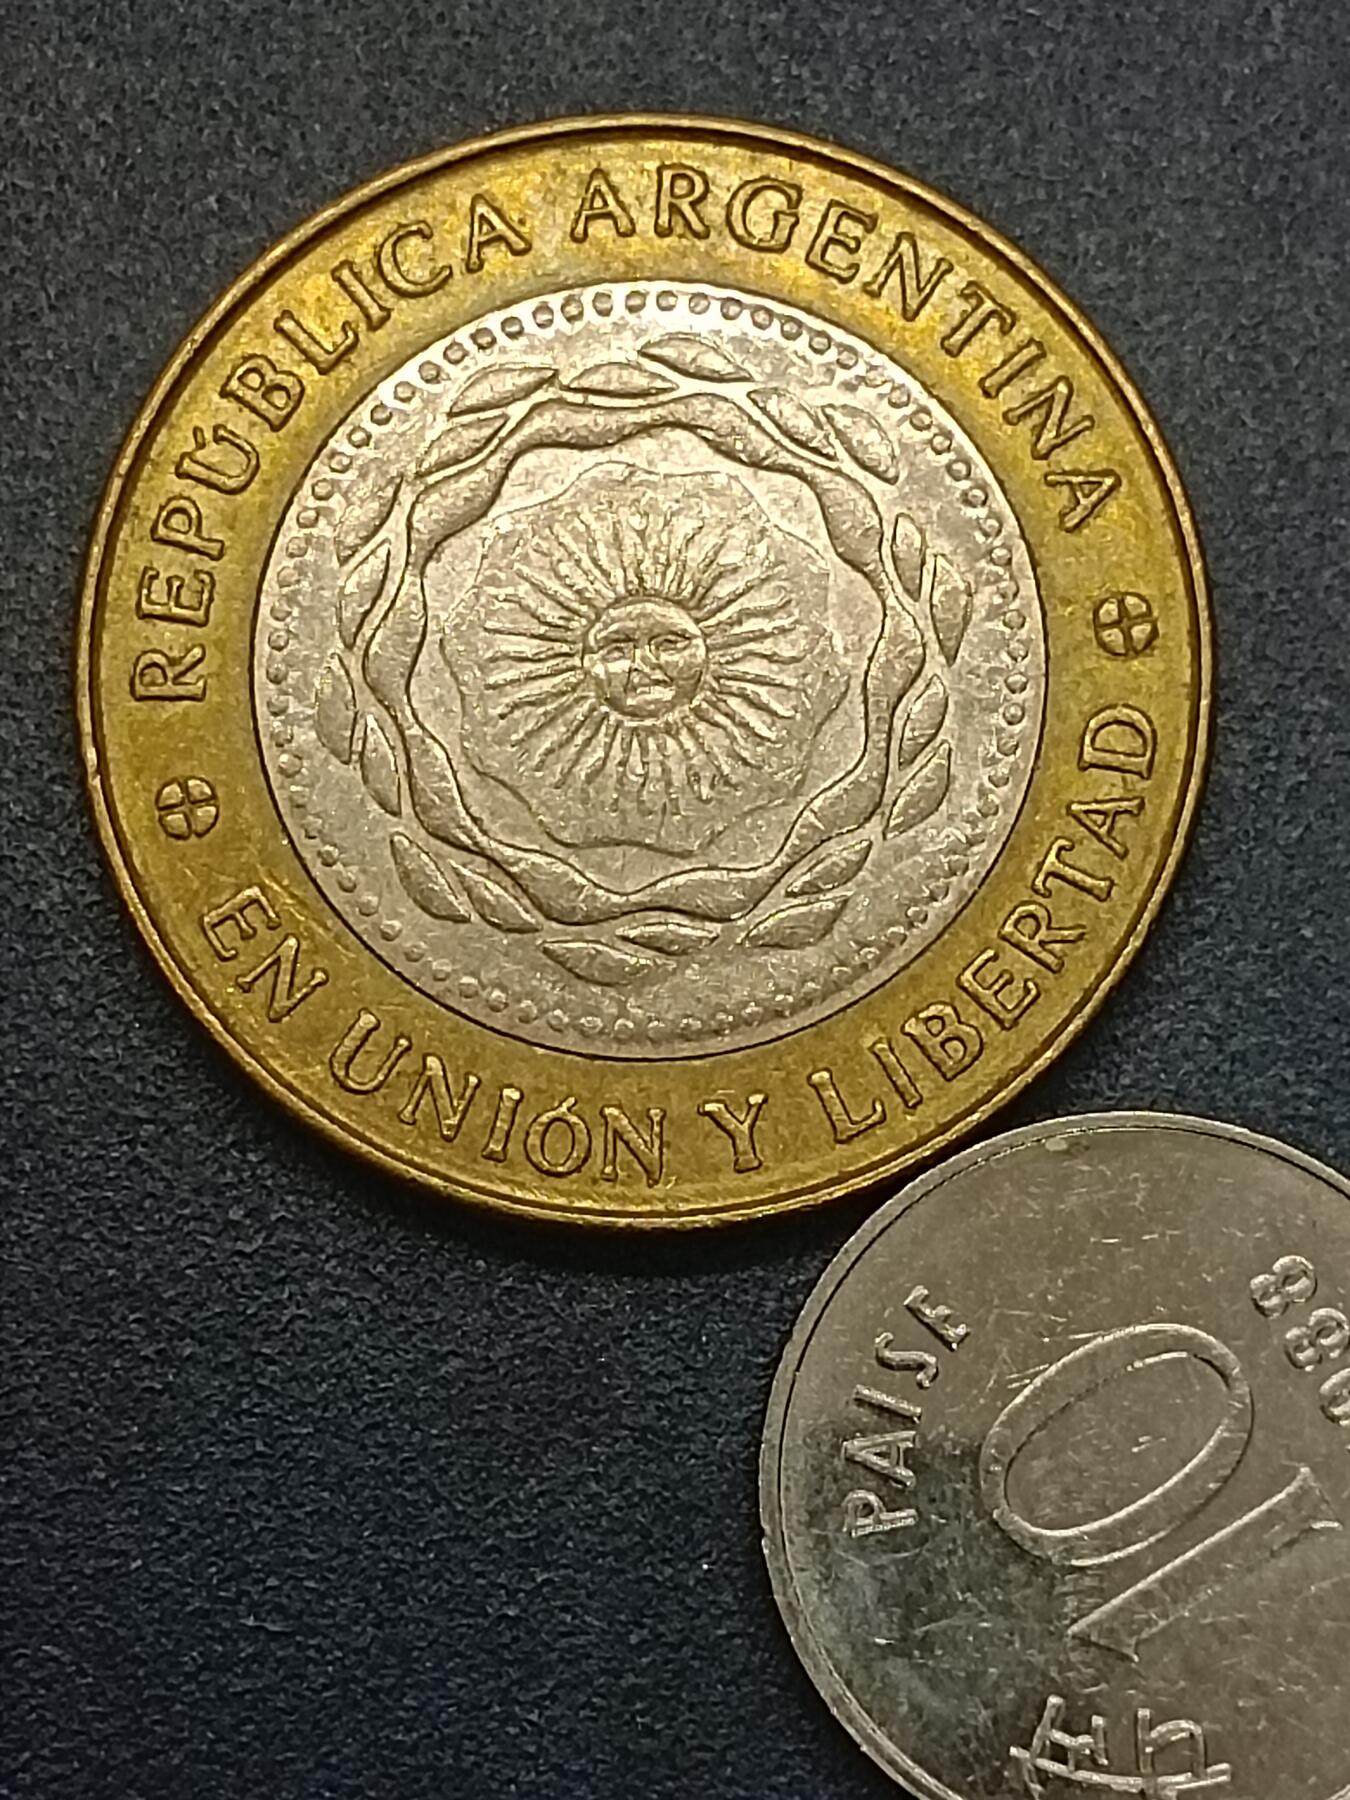 REPÚBLICA ARGENTINA
EN UNIÓN Y LIBERTAD
PAISE
10